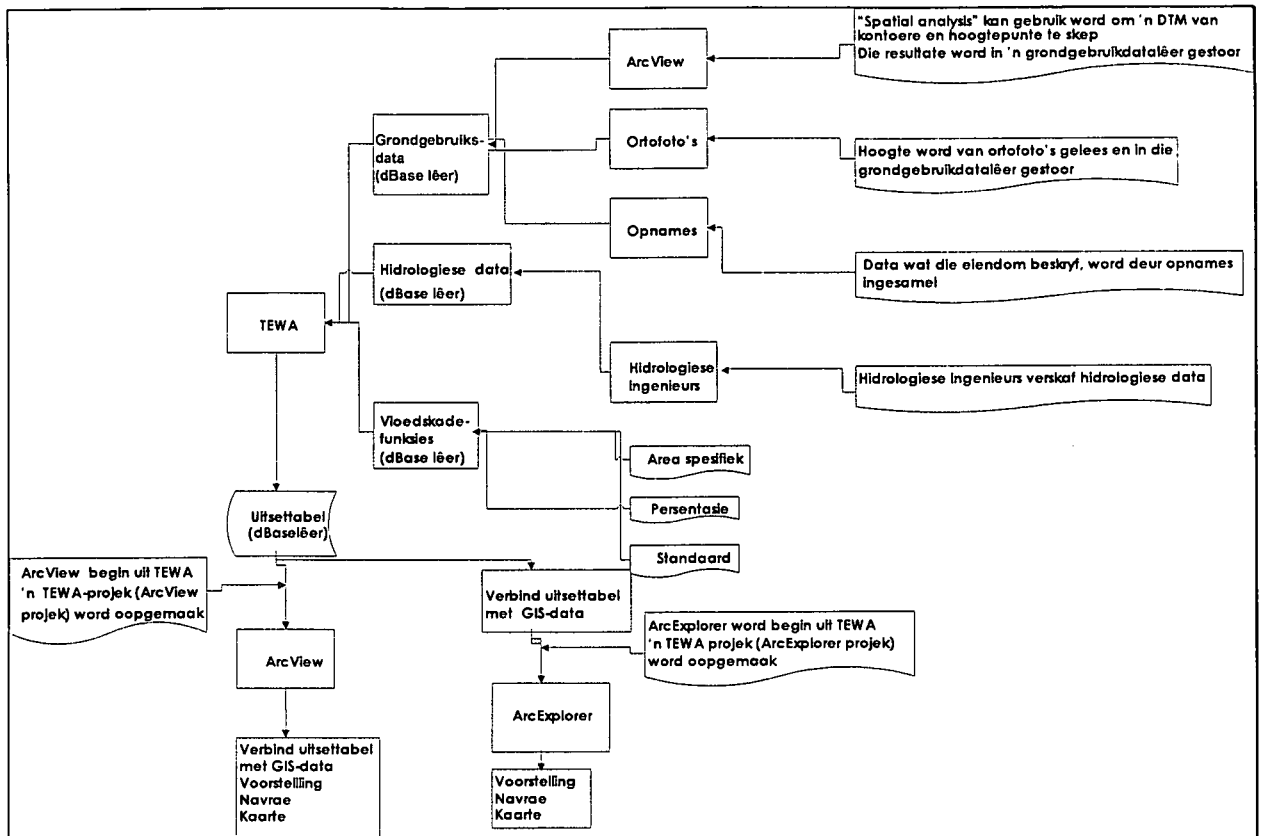 "Spatial analysis" kan gebruik word om 'n DTM van
kontoere en hoogtepunte te skep
Die resultate word in 'n grondgebruikdatalêer gestoor
ArcView
Grondgebruiks-
data
(dBase lêer)
Ortofoto's
Hoogte word van ortofoto's gelees en in die
grondgebruikdatalêer gestoor
Opnames
Data wat die eiendom beskryf, word deur opnames
ingesamel
Hidrologiese data
(dBase lêer)
TEWA
Hidrologiese
Ingenieurs
Hidrologiese Ingenieurs verskaf hidrologiese data
Vloedskade-
funksies
(dBase lêer)
Area spesifiek
Persentasie
Standaard
Uitsettabel
(dBaselêer)
ArcView begin uit TEWA
'n TEWA-projek (ArcView
projek) word oopgemaak
Verbind uitsettabel
met GIS-data
ArcExplorer word begin uit TEWA
'n TEWA projek (ArcExplorer projek)
word oopgemaak
ArcView
ArcExplorer
Verbind uitsettabel
met GIS-data
Voorstelling
Navrae
Kaarte
Voorstelling
Navrae
Kaarte